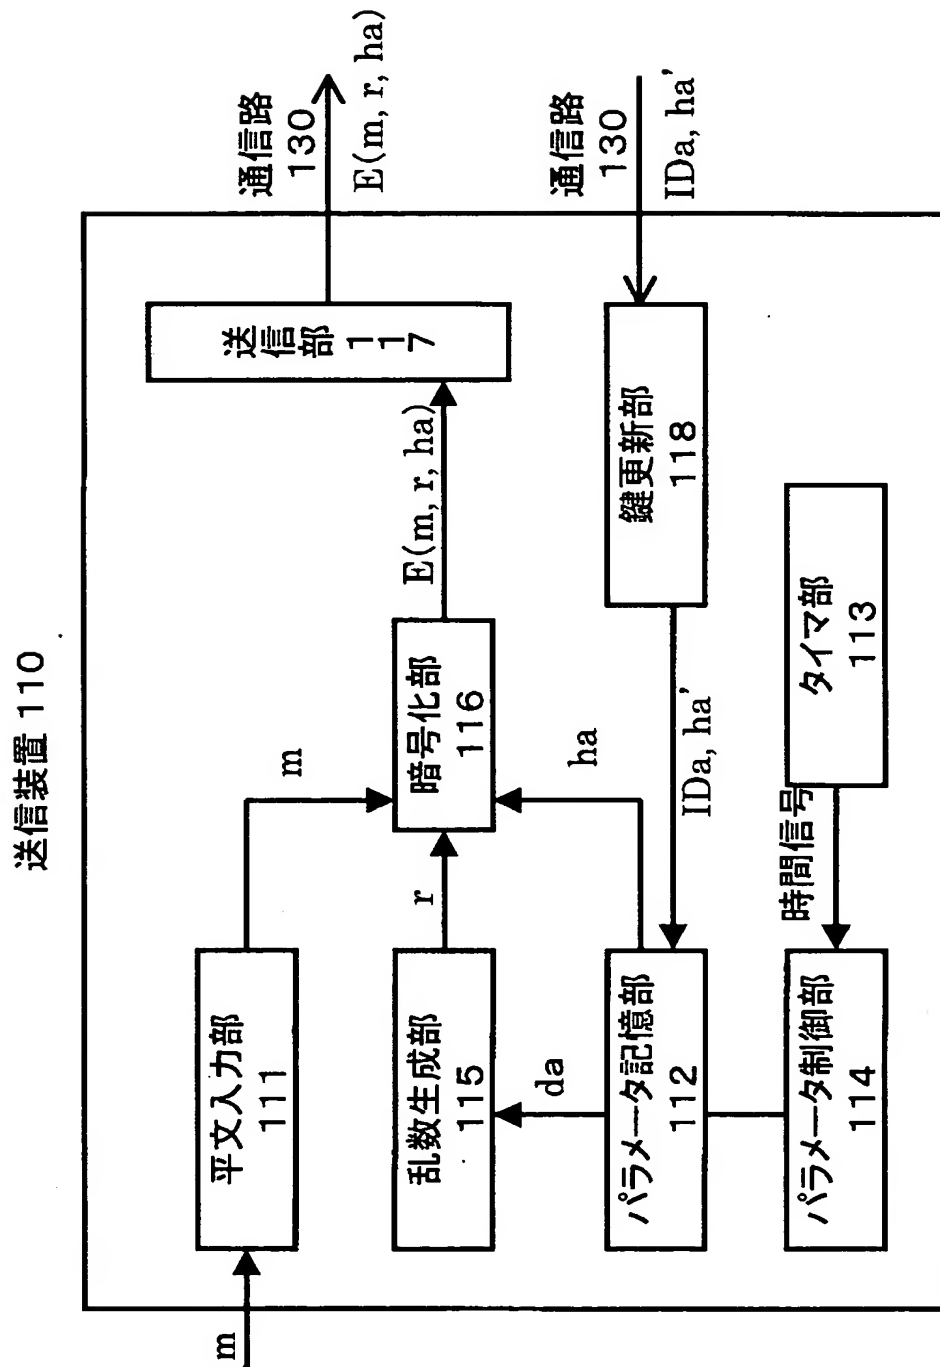 送信装置 110
m
平文入力部
111
m
送信部
117
通信路
130
E(m, r, ha)
乱数生成部
115
r
暗号化部
116
E(m, r, ha)
da
ha
パラメータ記憶部
112
IDa, ha'
鍵更新部
118
通信路
130
IDa, ha'
パラメータ制御部
114
時間信号
タイマ部
113